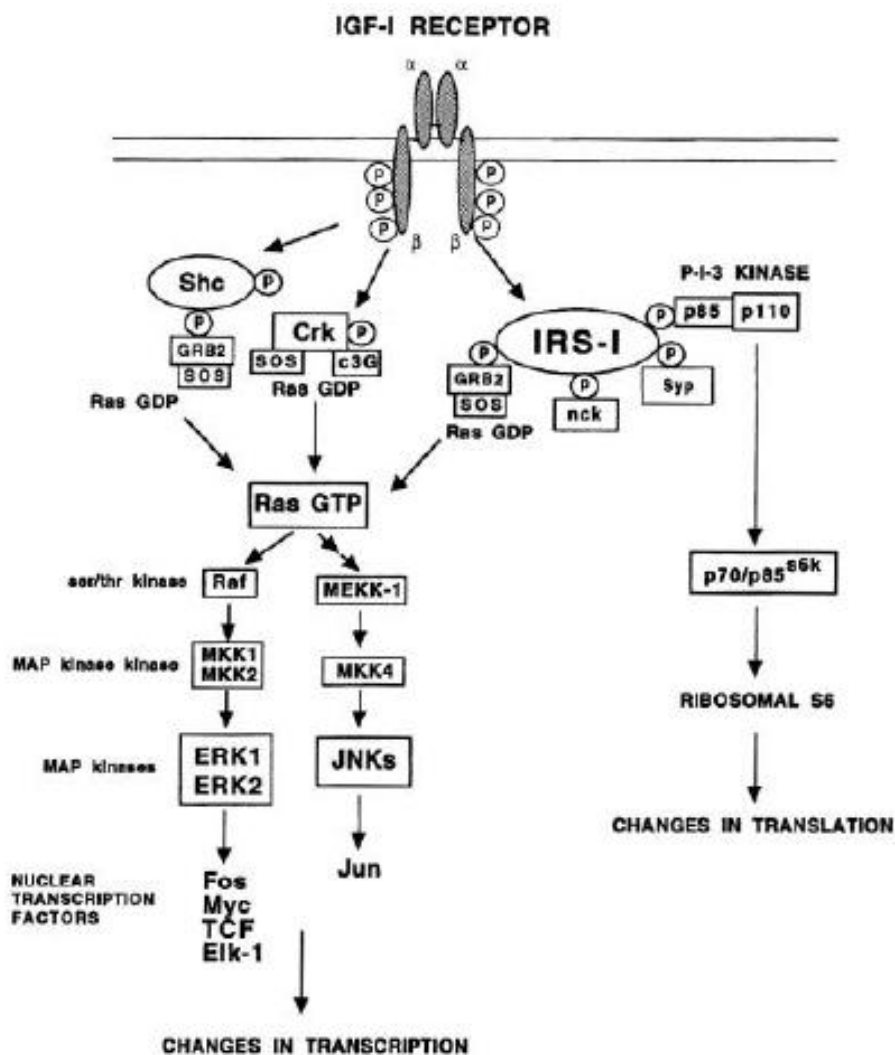 IGF-I RECEPTOR
α α
P P
P P
P P
β β
Shc P
P
GRB2
SOS
Ras GDP
Crk P
SOS c3G
Ras GDP
P-I-3 KINASE
P p85 p110
IRS-I
P
GRB2
SOS
Ras GDP
P
nck
P
Syp
Ras GTP
ser/thr kinase Raf MEKK-1
p70/p85 s6k
MAP kinase kinase MKK1
MKK2
MKK4
RIBOSOMAL S6
MAP kinases ERK1
ERK2
JNKs
CHANGES IN TRANSLATION
NUCLEAR
TRANSCRIPTION
FACTORS
Fos
Myc
TCF
Elk-1
Jun
CHANGES IN TRANSCRIPTION